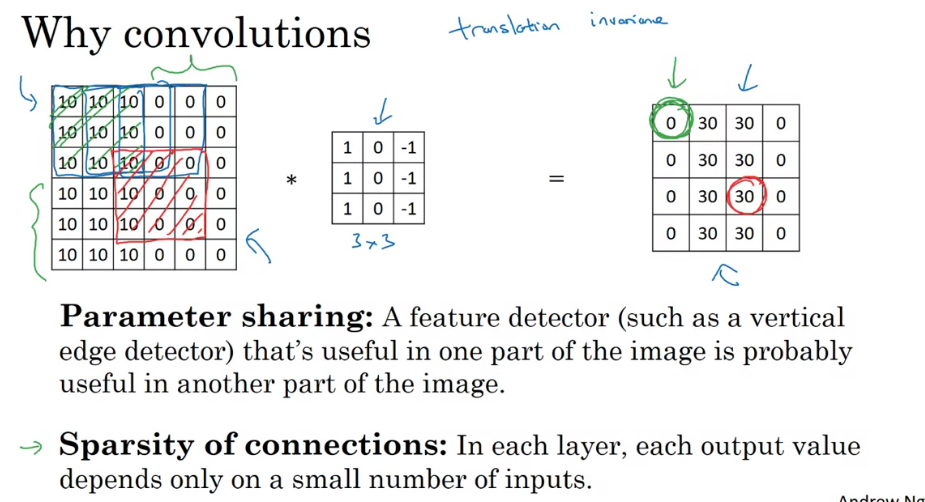 Why convolutions
translation invariance
10 10 10 0 0 0
10 10 10 0 0 0
10 10 10 0 0 0
10 10 10 0 0 0
10 10 10 0 0 0
10 10 10 0 0 0
*
1 0 -1
1 0 -1
1 0 -1
3x3
=
0 30 30 0
0 30 30 0
0 30 30 0
0 30 30 0
Parameter sharing: A feature detector (such as a vertical
edge detector) that's useful in one part of the image is probably
useful in another part of the image.
→ Sparsity of connections: In each layer, each output value
depends only on a small number of inputs.
Andrew Ng